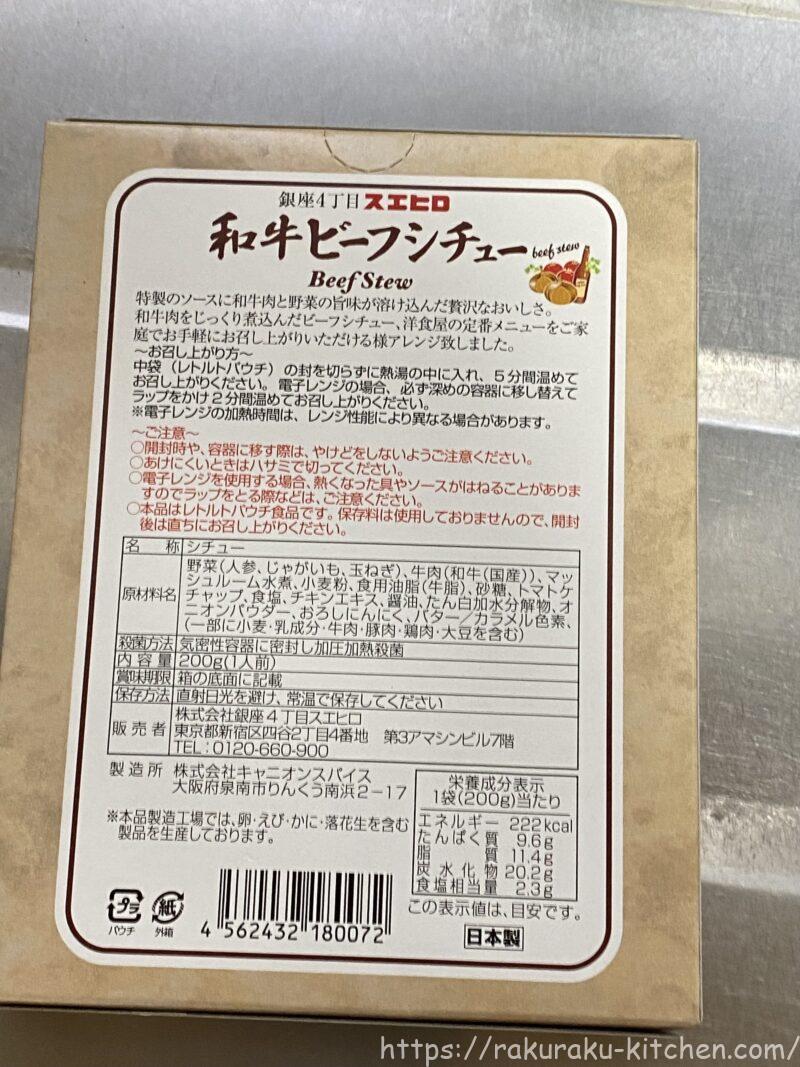 銀座4丁目 スエヒロ
和牛ビーフシチュー
beef stew
Beef Stew
特製のソースに和牛肉と野菜の旨味が溶け込んだ贅沢なおいしさ。
和牛肉をじっくり煮込んだビーフシチュー、洋食屋の定番メニューをご家
庭でお手軽にお召し上がりいただける様アレンジ致しました。
～お召し上がり方～
中袋（レトルトパウチ）の封を切らずに熱湯の中に入れ、５分間温めて
お召し上がりください。電子レンジの場合、必ず深めの容器に移し替えて
ラップをかけ２分間温めてお召し上がりください。
※電子レンジの加熱時間は、レンジ性能により異なる場合があります。
～ご注意～
○開封時や、容器に移す際は、やけどをしないようご注意ください。
○あけにくいときはハサミで切ってください。
○電子レンジを使用する場合、熱くなった具やソースがはねることがありま
すのでラップをとる際などは、ご注意ください。
○本品はレトルトパウチ食品です。保存料は使用しておりませんので、開封
後は直ちにお召し上がりください。
名称 シチュー
原材料名 野菜(人参、じゃがいも、玉ねぎ)、牛肉(和牛(国産))、マッ
シュルーム水煮、小麦粉、食用油脂(牛脂)、砂糖、トマトケ
チャップ、食塩、チキンエキス、醤油、たん白加水分解物、オ
ニオンパウダー、おろしにんにく、バター／カラメル色素、
(一部に小麦・乳成分・牛肉・豚肉・鶏肉・大豆を含む)
殺菌方法 気密性容器に密封し加圧加熱殺菌
内容量 200g(1人前)
賞味期限 箱の底面に記載
保存方法 直射日光を避け、常温で保存してください
販売者 株式会社銀座４丁目スエヒロ
東京都新宿区四谷2丁目4番地 第3アマシンビル7階
TEL：0120-660-900
製造所 株式会社キャニオンスパイス
大阪府泉南市りんくう南浜2－17
※本品製造工場では、卵・えび・かに・落花生を含む
製品を生産しております。
栄養成分表示
1袋(200g)当たり
エネルギー 222kcal
たんぱく質 9.6g
脂質 11.4g
炭水化物 20.2g
食塩相当量 2.3g
この表示値は、目安です。
プラ
パウチ
紙
外箱
4 562432 180072
日本製
https://rakuraku-kitchen.com/